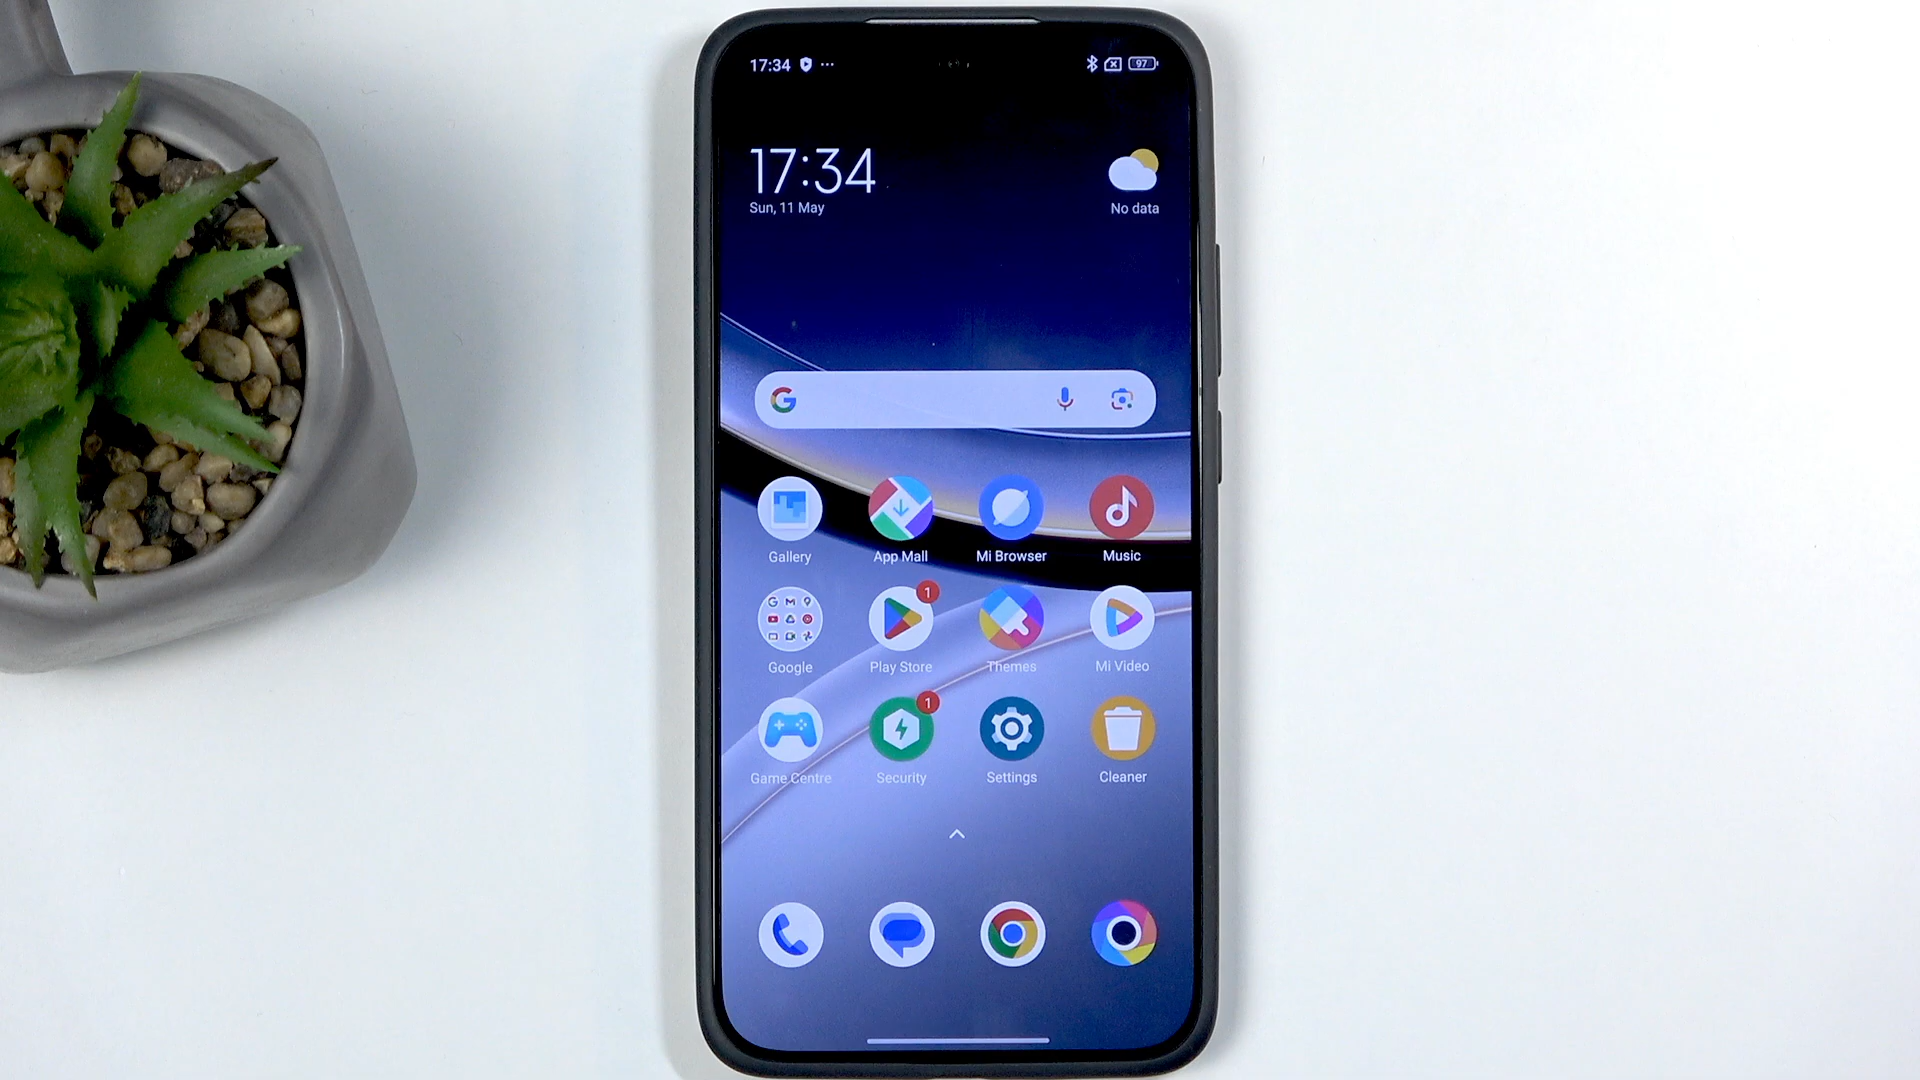 17:34 97
17:34
Sun, 11 May
No data
Gallery App Mall Mi Browser Music
1
Google Play Store Themes Mi Video
1
Game Centre Security Settings Cleaner